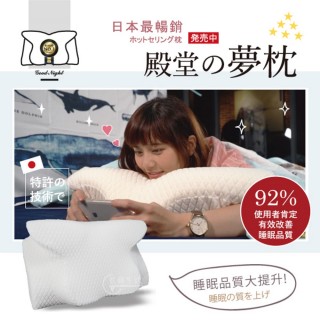 日本最暢銷
ホットセリング枕
発売中
殿堂の夢枕
Good Night
特許の
技術で
92%
使用者肯定
有效改善
睡眠品質
睡眠品質大提升!
睡眠の質を上げ